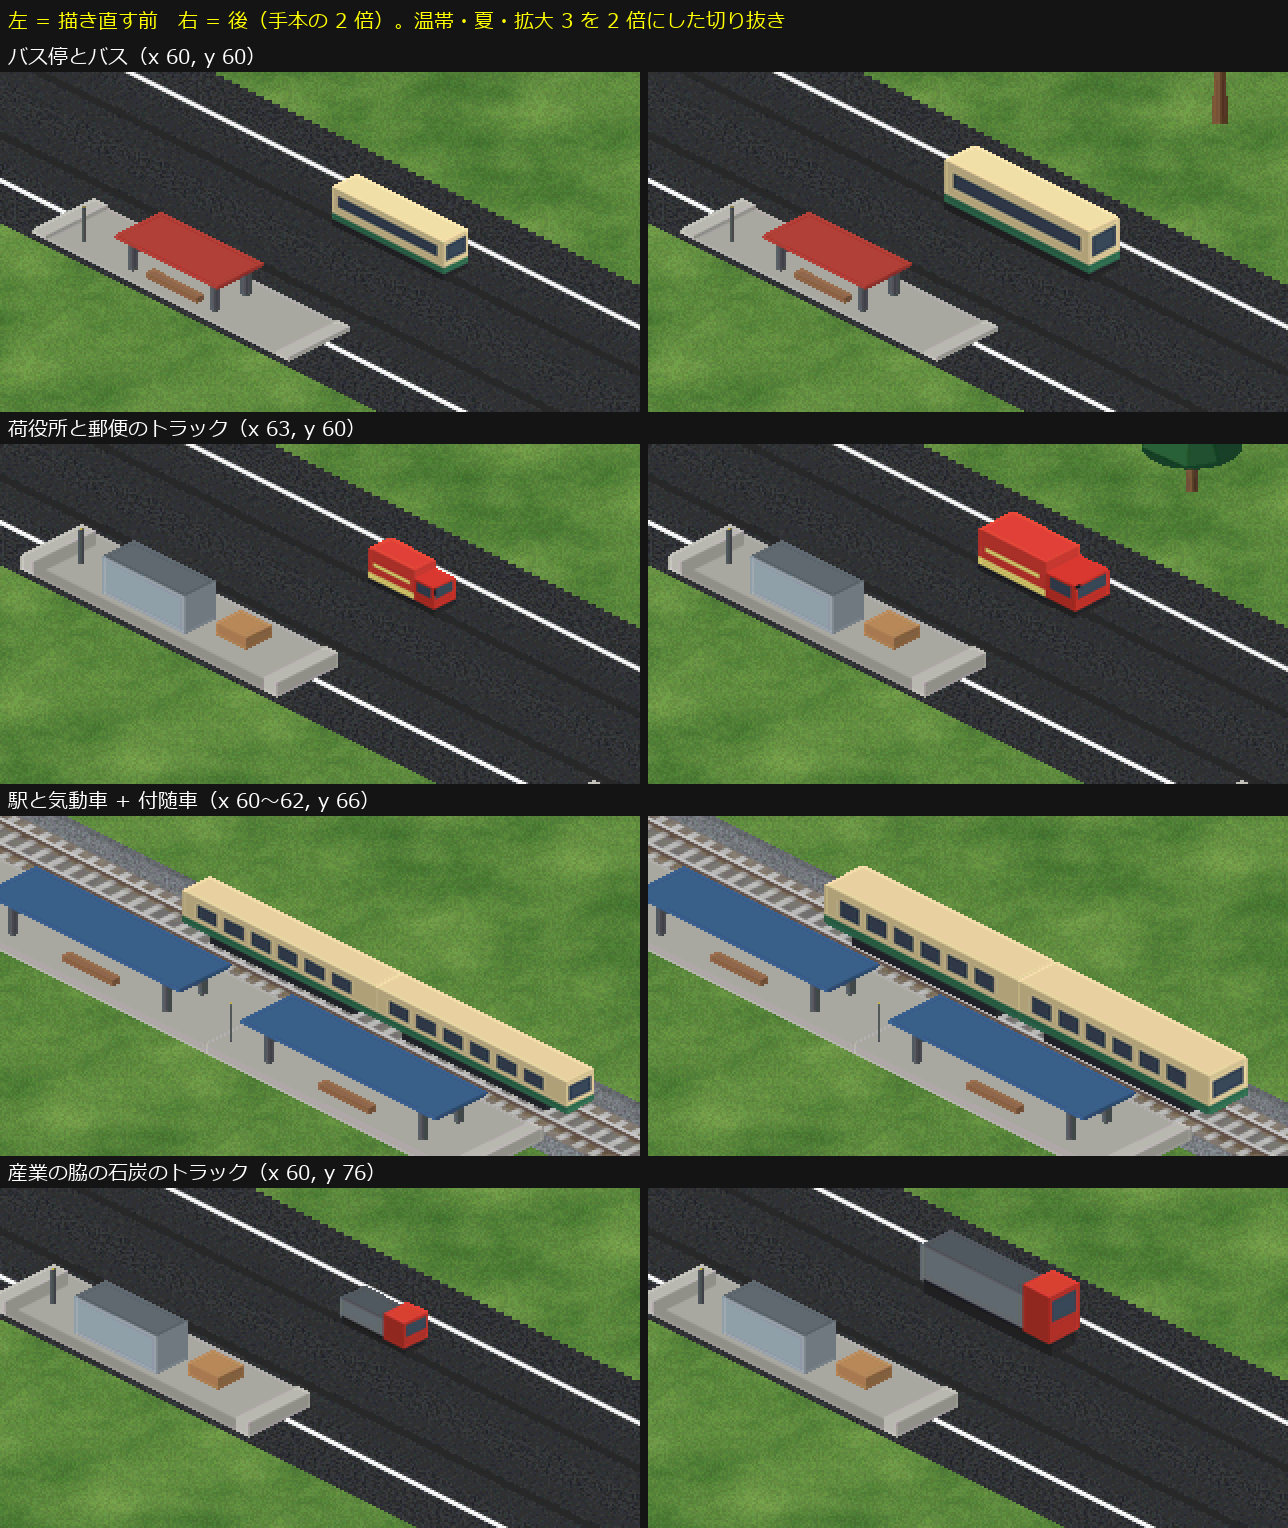 左 = 描き直す前　右 = 後（手本の 2 倍）。温帯・夏・拡大 3 を 2 倍にした切り抜き
バス停とバス（x 60, y 60）
荷役所と郵便のトラック（x 63, y 60）
駅と気動車 + 付随車（x 60～62, y 66）
産業の脇の石炭のトラック（x 60, y 76）